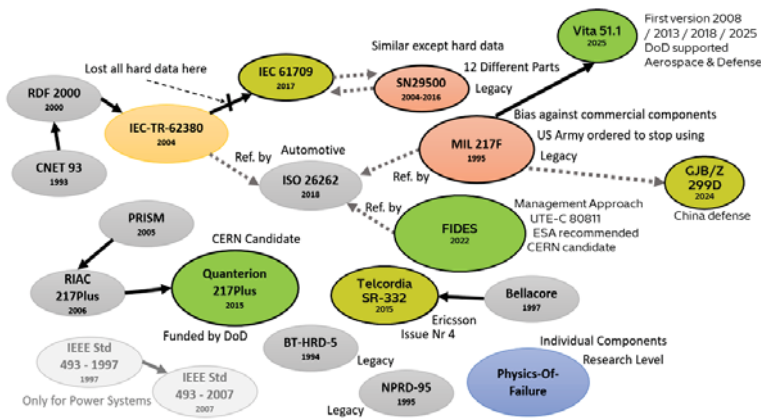 First version 2008
/ 2013 / 2018 / 2025
DoD supported
Aerospace & Defense
Vita 51.1
2025
Similar except hard data
Lost all hard data here
IEC 61709
2017
12 Different Parts
SN29500
2004-2016
Legacy
RDF 2000
2000
IEC-TR-62380
2004
Bias against commercial components
US Army ordered to stop using
MIL 217F
1995
Legacy
Automotive
Ref. by
ISO 26262
2018
Ref. by
CNET 93
1993
GJB/Z
299D
2024
China defense
PRISM
2005
Ref. by
FIDES
2022
Management Approach
UTE-C 80811
ESA recommended
CERN candidate
CERN Candidate
RIAC
217Plus
2006
Quanterion
217Plus
2015
Funded by DoD
Telcordia
SR-332
2015
Ericsson
Issue Nr 4
Bellacore
1997
BT-HRD-5
1994
Legacy
IEEE Std
493 - 1997
1997
IEEE Std
493 - 2007
2007
Only for Power Systems
NPRD-95
1995
Legacy
Individual Components
Research Level
Physics-Of-
Failure